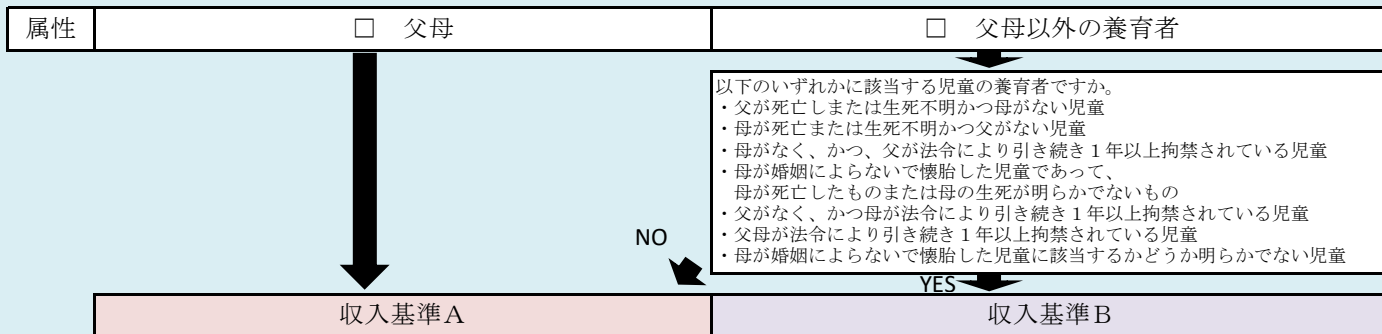 属性
□ 父母
□ 父母以外の養育者
以下のいずれかに該当する児童の養育者ですか。
・父が死亡しまたは生死不明かつ母がない児童
・母が死亡または生死不明かつ父がない児童
・母がなく、かつ、父が法令により引き続き１年以上拘禁されている児童
・母が婚姻によらないで懐胎した児童であって、
母が死亡したものまたは母の生死が明らかでないもの
・父がなく、かつ母が法令により引き続き１年以上拘禁されている児童
・父母が法令により引き続き１年以上拘禁されている児童
・母が婚姻によらないで懐胎した児童に該当するかどうか明らかでない児童
NO
YES
収入基準Ａ
収入基準Ｂ